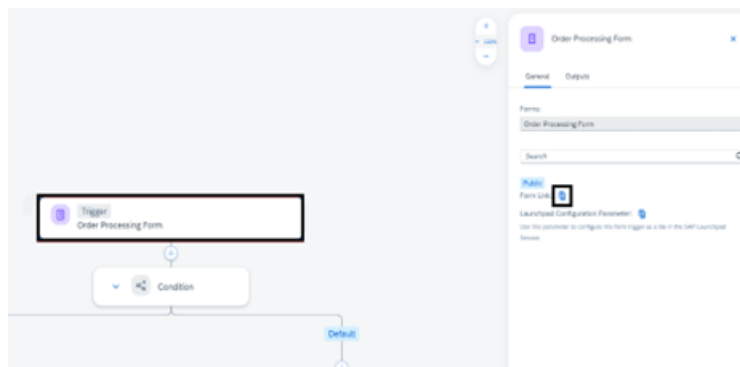 Order Processing Form
General Outputs
Forms:
Order Processing Form
Search
Public
Form Link:
Launchpad Configuration Parameter:
Use this parameter to configure this form trigger as a tile in the SAP Launchpad
Service.
Trigger
Order Processing Form
Condition
Default